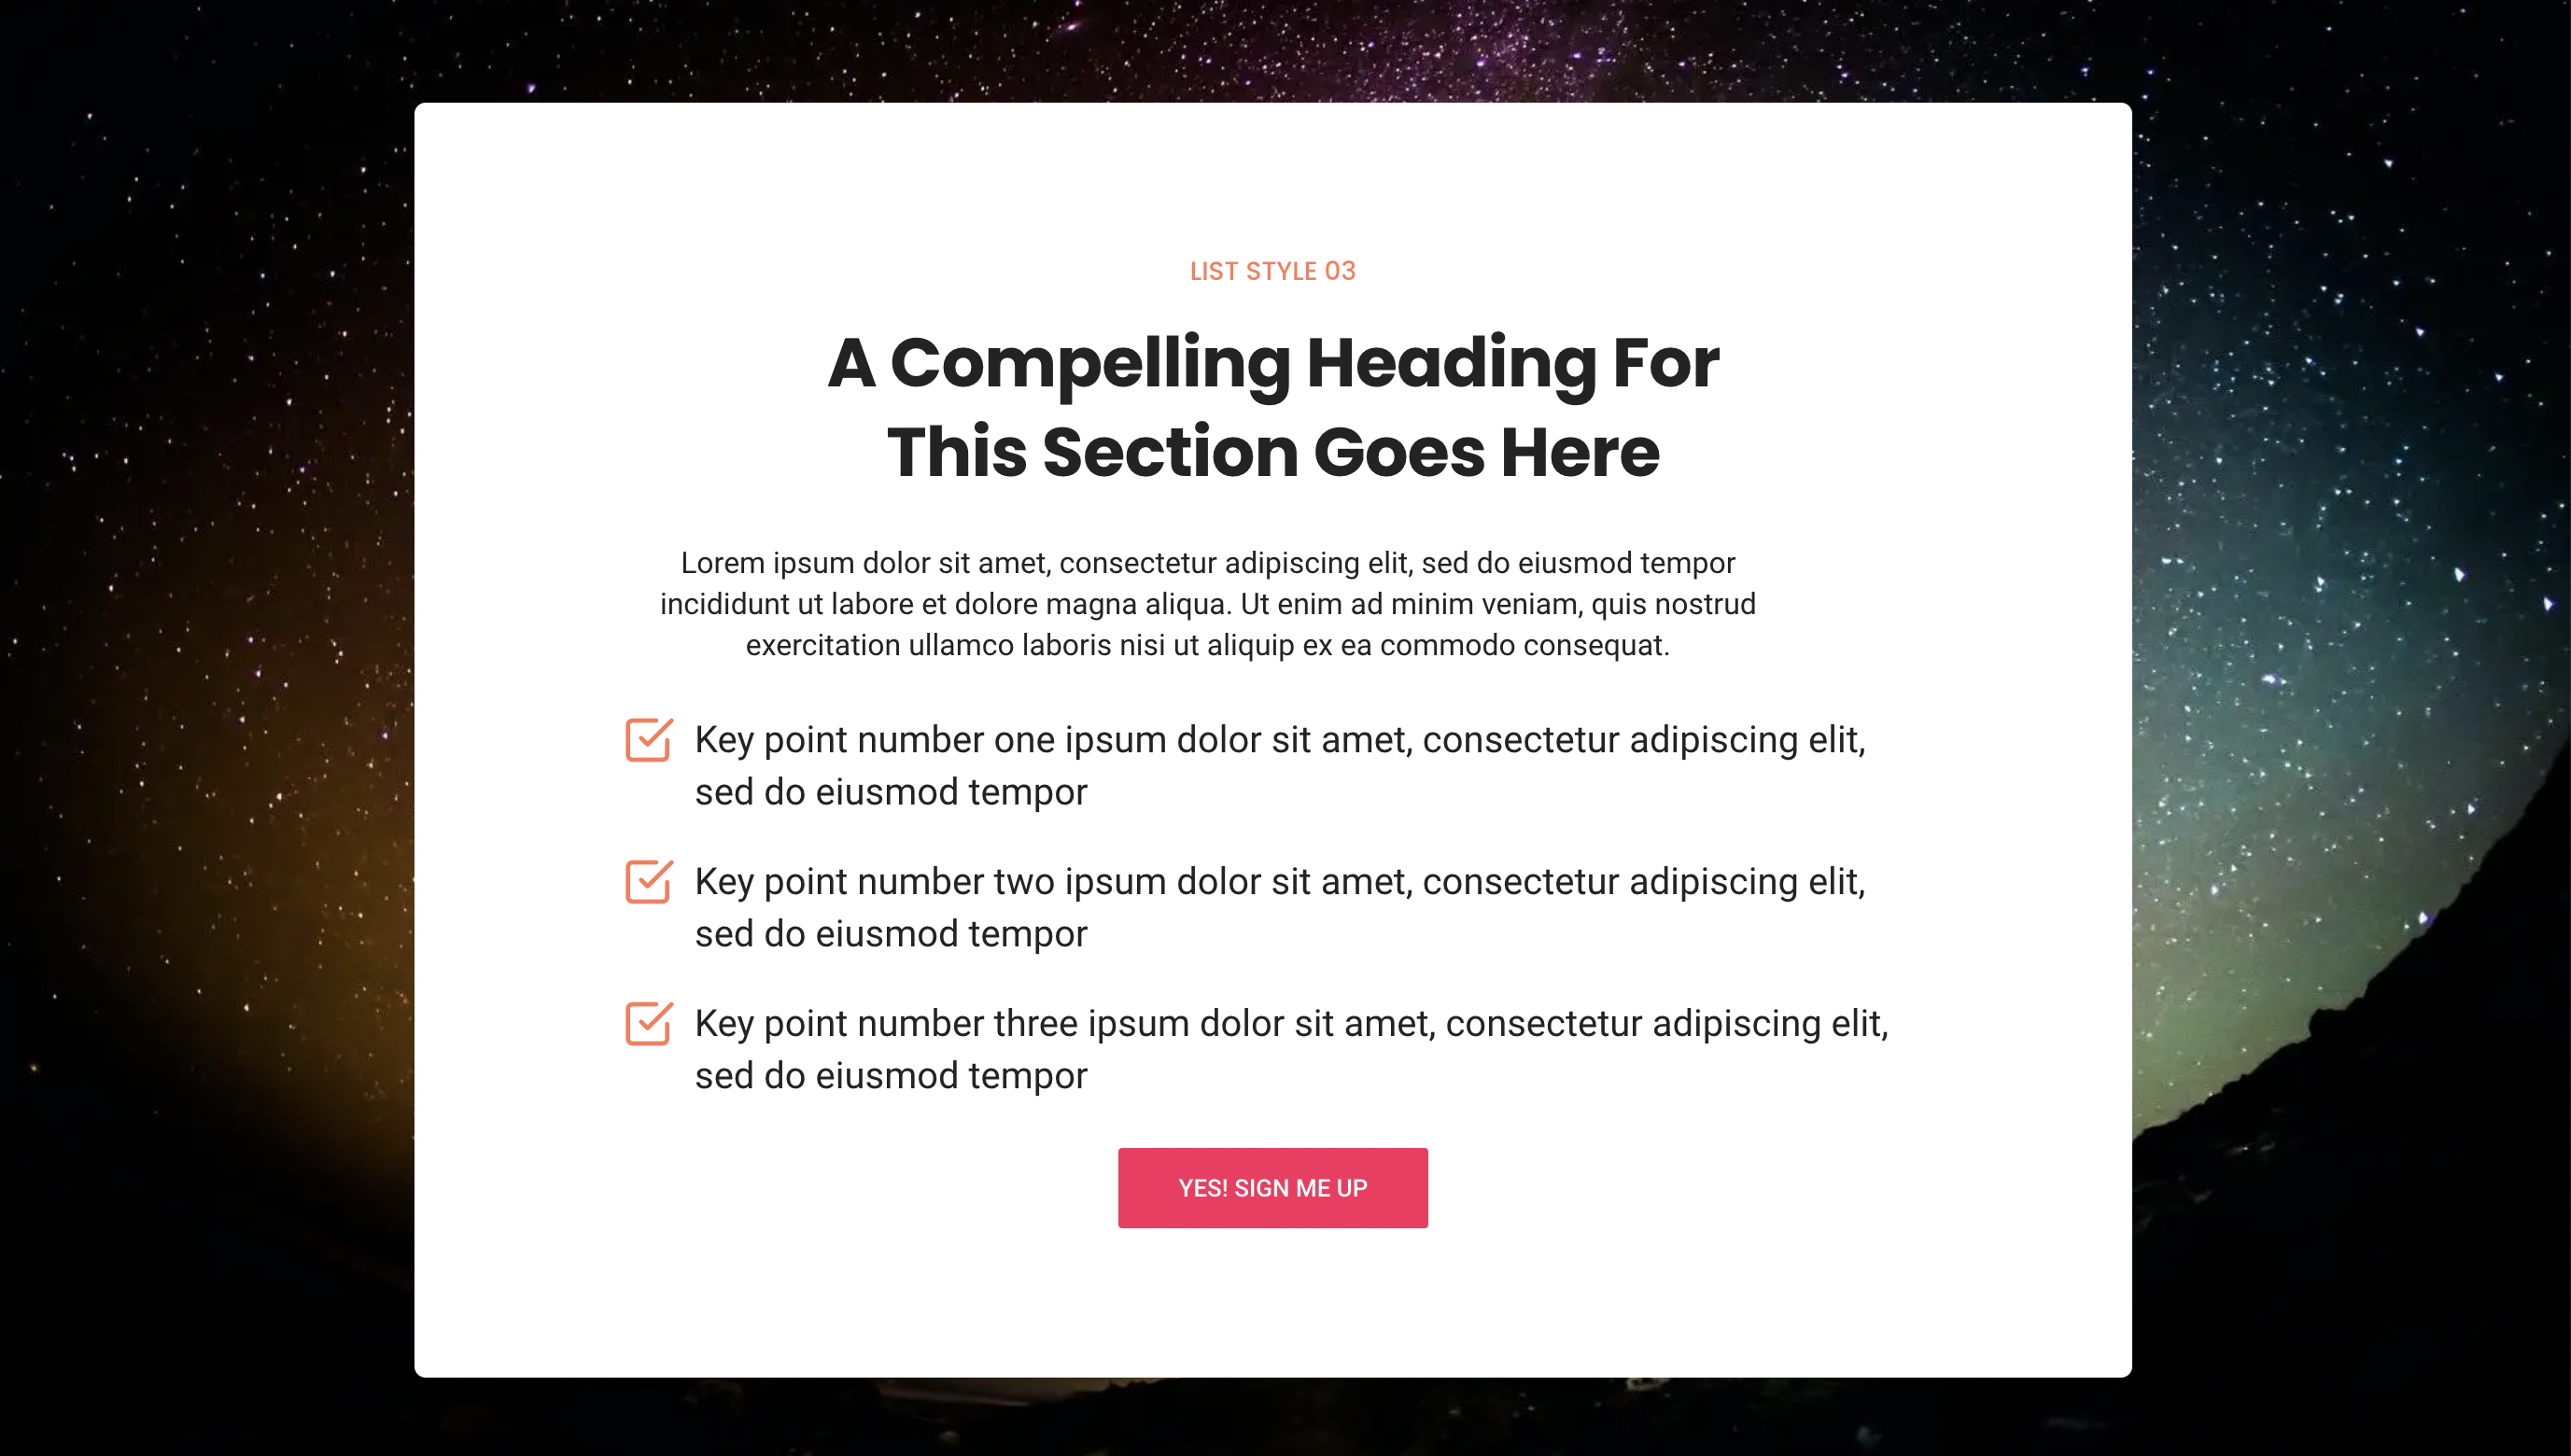 LIST STYLE 03
A Compelling Heading For
This Section Goes Here
Lorem ipsum dolor sit amet, consectetur adipiscing elit, sed do eiusmod tempor
incididunt ut labore et dolore magna aliqua. Ut enim ad minim veniam, quis nostrud
exercitation ullamco laboris nisi ut aliquip ex ea commodo consequat.
Key point number one ipsum dolor sit amet, consectetur adipiscing elit,
sed do eiusmod tempor
Key point number two ipsum dolor sit amet, consectetur adipiscing elit,
sed do eiusmod tempor
Key point number three ipsum dolor sit amet, consectetur adipiscing elit,
sed do eiusmod tempor
YES! SIGN ME UP